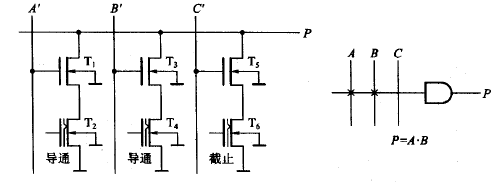 A′ B′ C′
P
T₁ T₃ T₅
T₂ T₄ T₆
导通 导通 截止
A B C
P
P=A·B